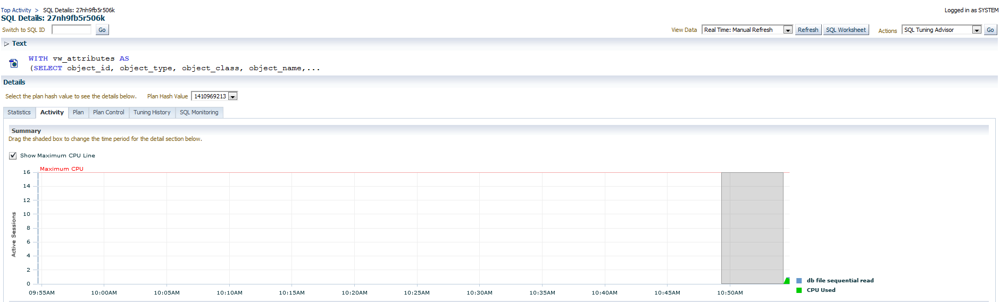 Top Activity > SQL Details: 27nh9fb5r506k
Logged in as SYSTEM
SQL Details: 27nh9fb5r506k
Switch to SQL ID Go View Data Real Time: Manual Refresh Refresh SQL Worksheet Actions SQL Tuning Advisor Go
Text
WITH vw_attributes AS
(SELECT object_id, object_type, object_class, object_name,...
Details
Select the plan hash value to see the details below. Plan Hash Value 1410969213
Statistics Activity Plan Plan Control Tuning History SQL Monitoring
Summary
Drag the shaded box to change the time period for the detail section below.
Show Maximum CPU Line
Maximum CPU
16
14
12
10
8
6
4
2
0
Active Sessions
09:55AM 10:00AM 10:05AM 10:10AM 10:15AM 10:20AM 10:25AM 10:30AM 10:35AM 10:40AM 10:45AM 10:50AM
db file sequential read
CPU Used